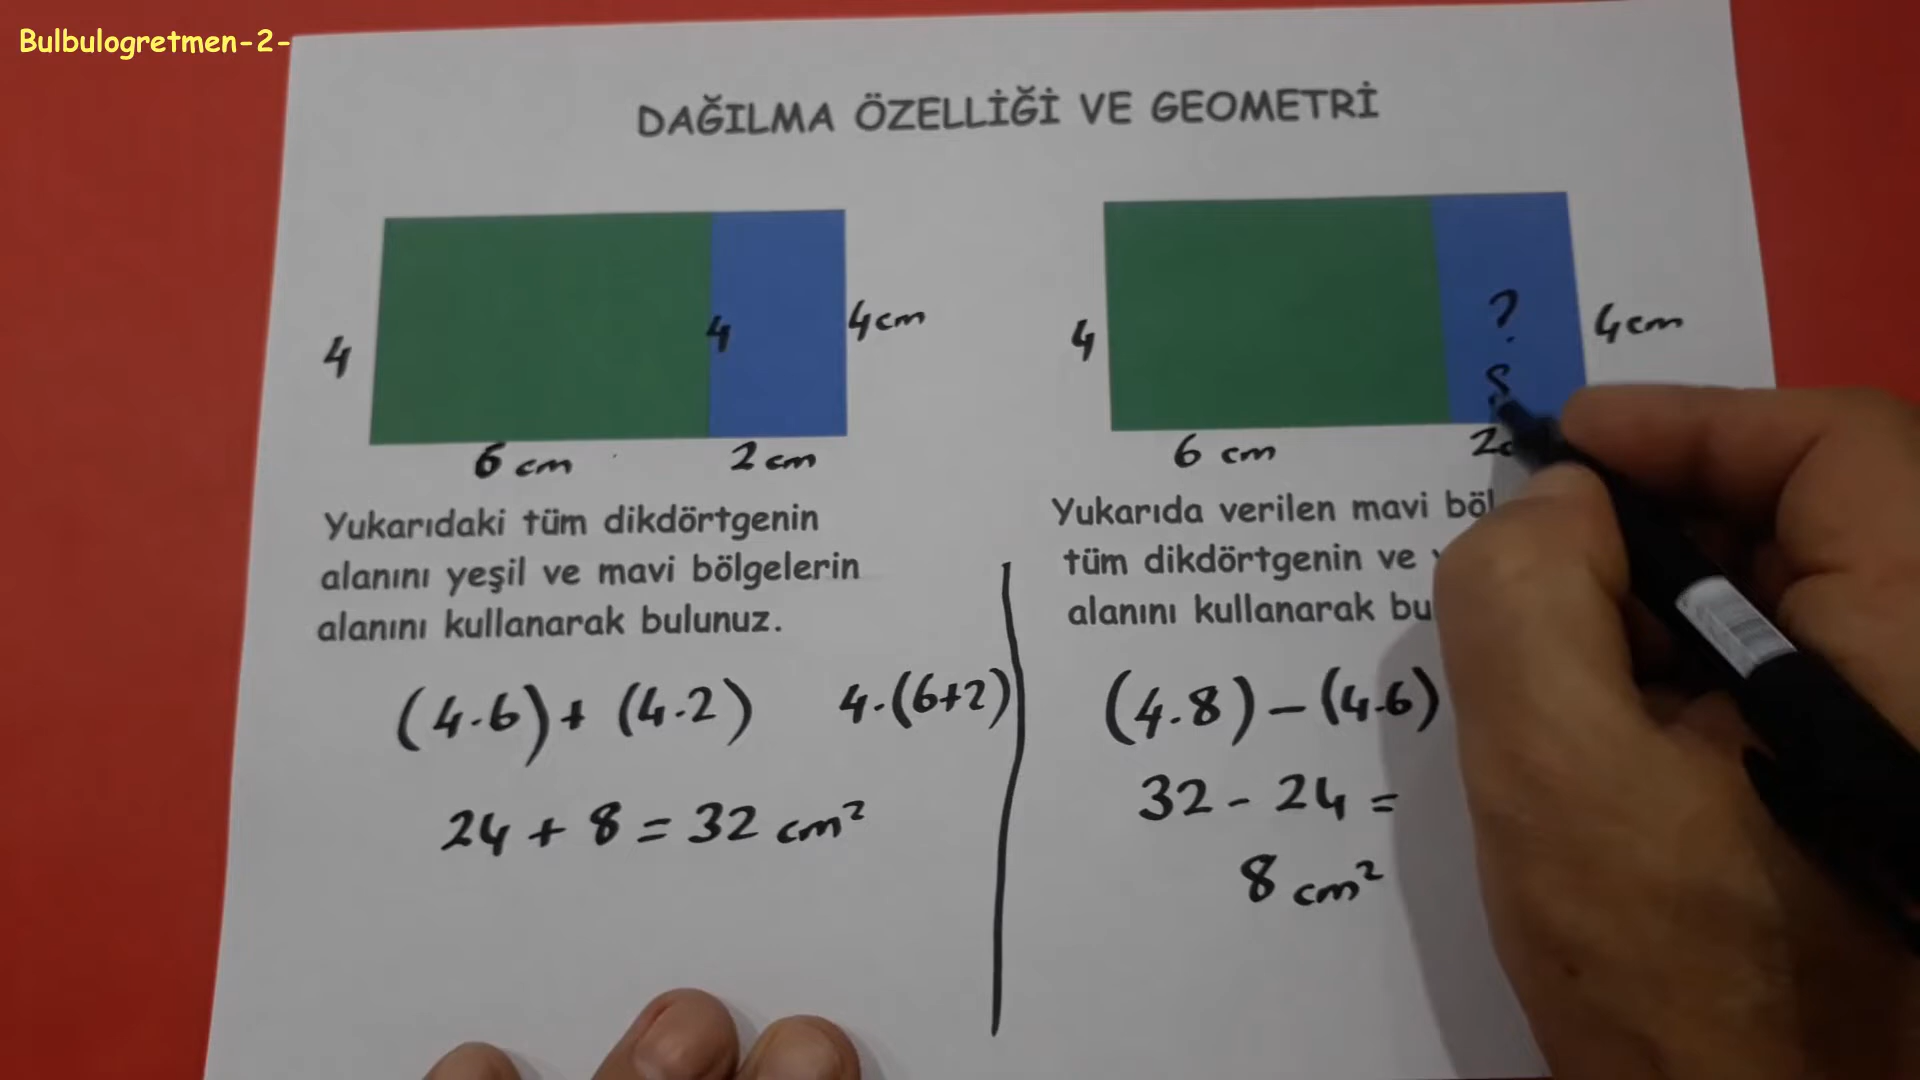 Bulbulogretmen-2-
DAĞILMA ÖZELLİĞİ VE GEOMETRİ
4
4
4cm
6 cm
2 cm
Yukarıdaki tüm dikdörtgenin
alanını yeşil ve mavi bölgelerin
alanını kullanarak bulunuz.
(4.6)+(4.2)
4.(6+2)
24+8=32 cm²
4
?
4cm
6 cm
Yukarıda verilen mavi
tüm dikdörtgenin ve
alanını kullanarak
(4.8)-(4.6)
32-24=
8 cm²